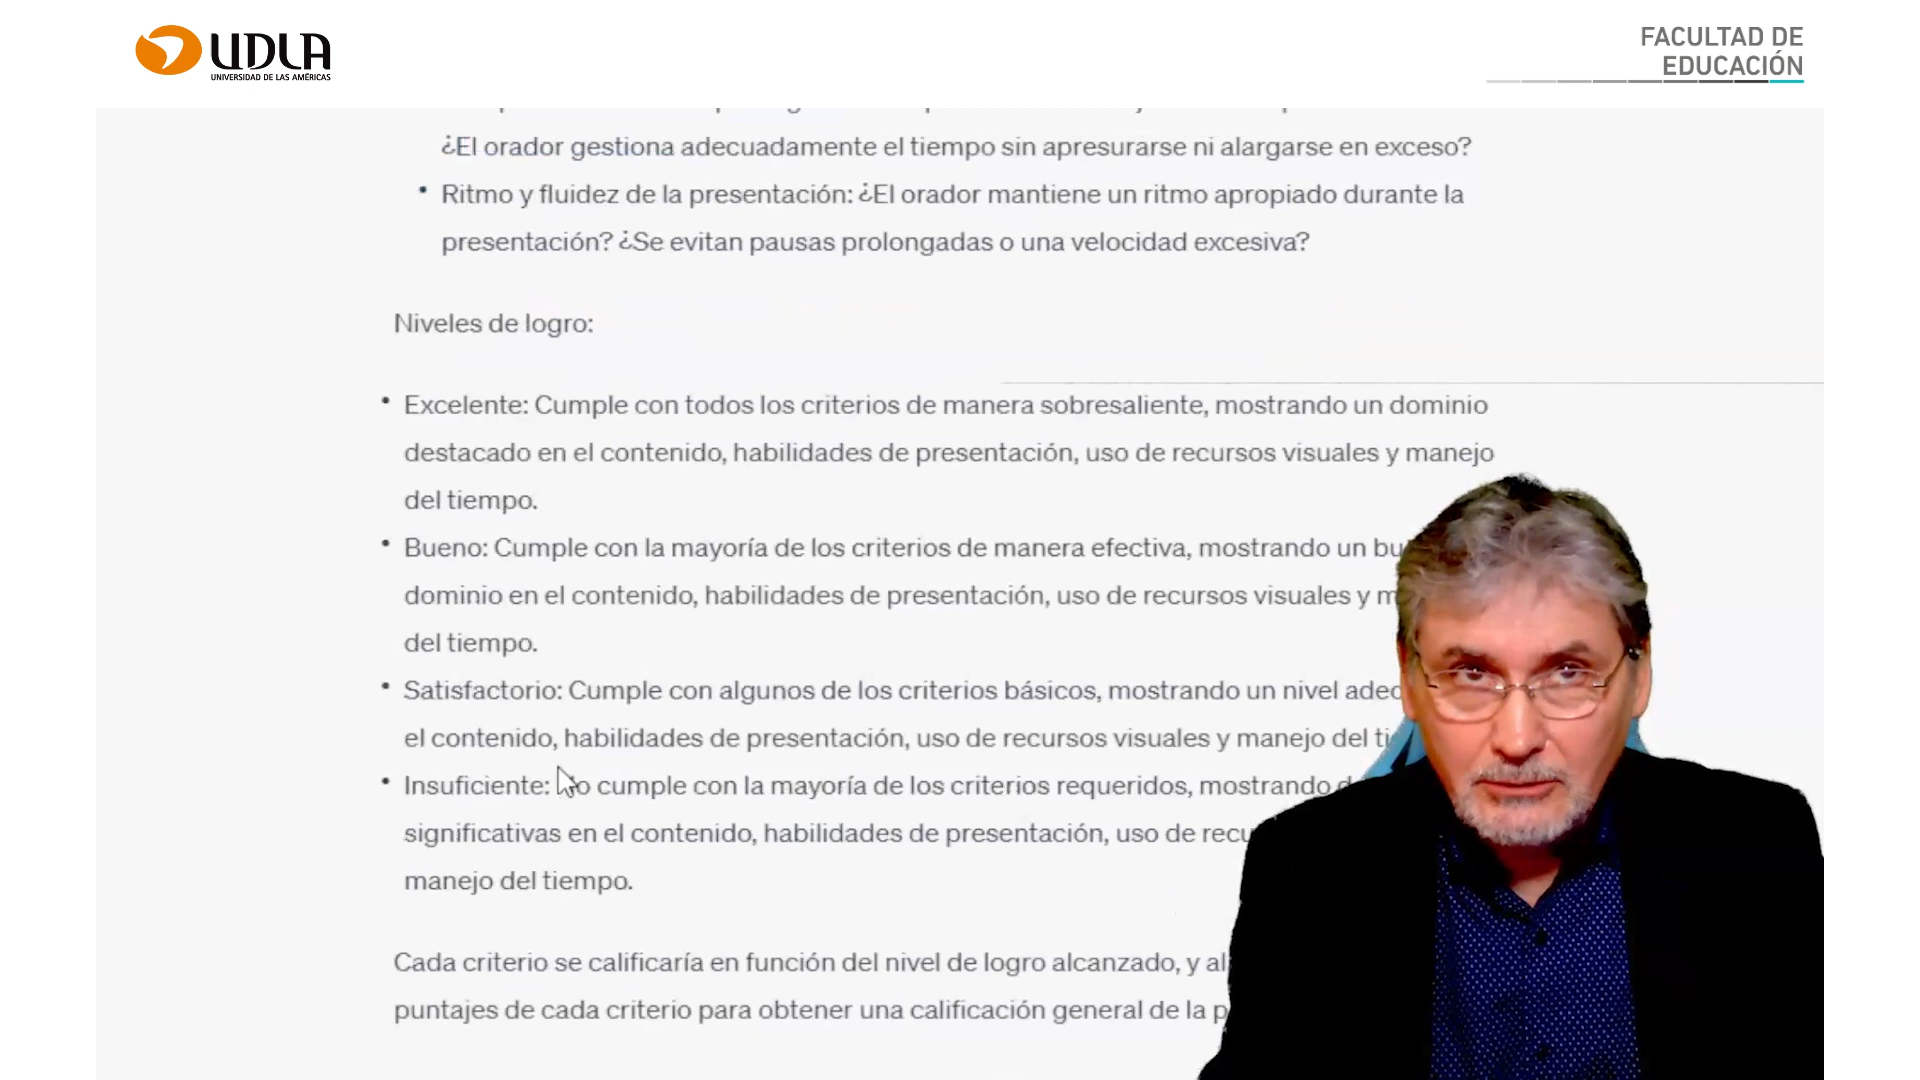 UDLA
UNIVERSIDAD DE LAS AMÉRICAS
FACULTAD DE
EDUCACIÓN
¿El orador gestiona adecuadamente el tiempo sin apresurarse ni alargarse en exceso?
• Ritmo y fluidez de la presentación: ¿El orador mantiene un ritmo apropiado durante la
presentación? ¿Se evitan pausas prolongadas o una velocidad excesiva?
Niveles de logro:
• Excelente: Cumple con todos los criterios de manera sobresaliente, mostrando un dominio
destacado en el contenido, habilidades de presentación, uso de recursos visuales y manejo
del tiempo.
• Bueno: Cumple con la mayoría de los criterios de manera efectiva, mostrando un
dominio en el contenido, habilidades de presentación, uso de recursos visuales y
del tiempo.
• Satisfactorio: Cumple con algunos de los criterios básicos, mostrando un nivel
el contenido, habilidades de presentación, uso de recursos visuales y manejo del
• Insuficiente: No cumple con la mayoría de los criterios requeridos, mostrando
significativas en el contenido, habilidades de presentación, uso de
manejo del tiempo.
Cada criterio se calificaría en función del nivel de logro alcanzado, y
puntajes de cada criterio para obtener una calificación general de la